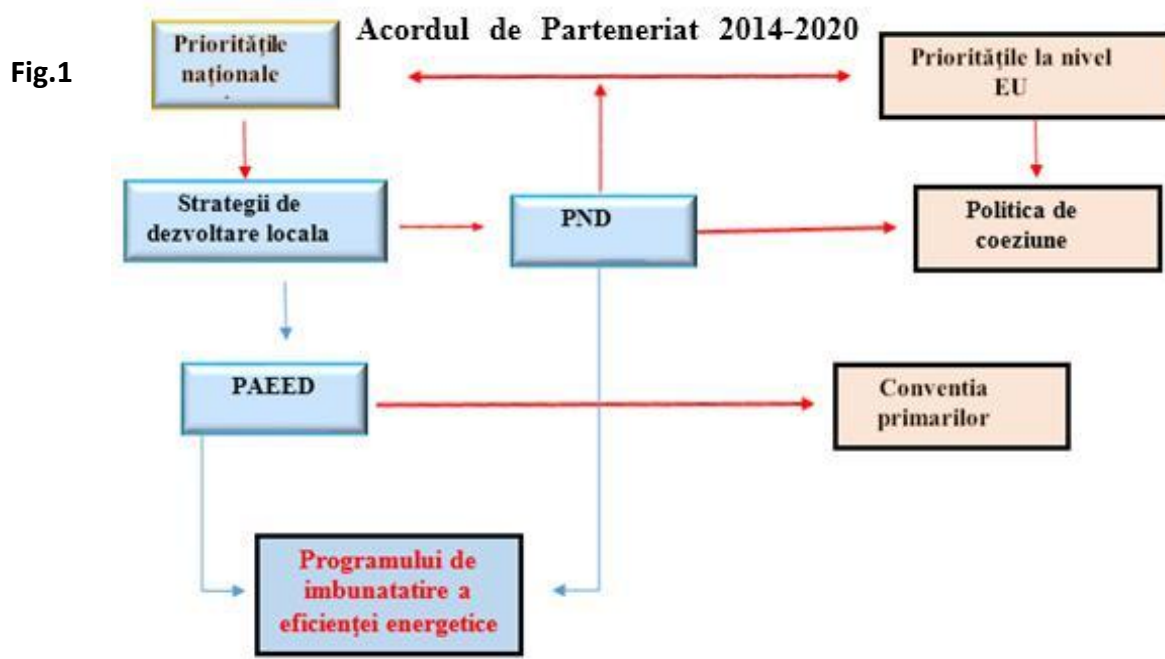 Acordul de Parteneriat 2014-2020
Fig.1
Prioritățile
naționale
Prioritățile la nivel
EU
Strategii de
dezvoltare locala
PND
Politica de
coeziune
PAEED
Conventia
primarilor
Programului de
imbunatatire a
eficienței energetice